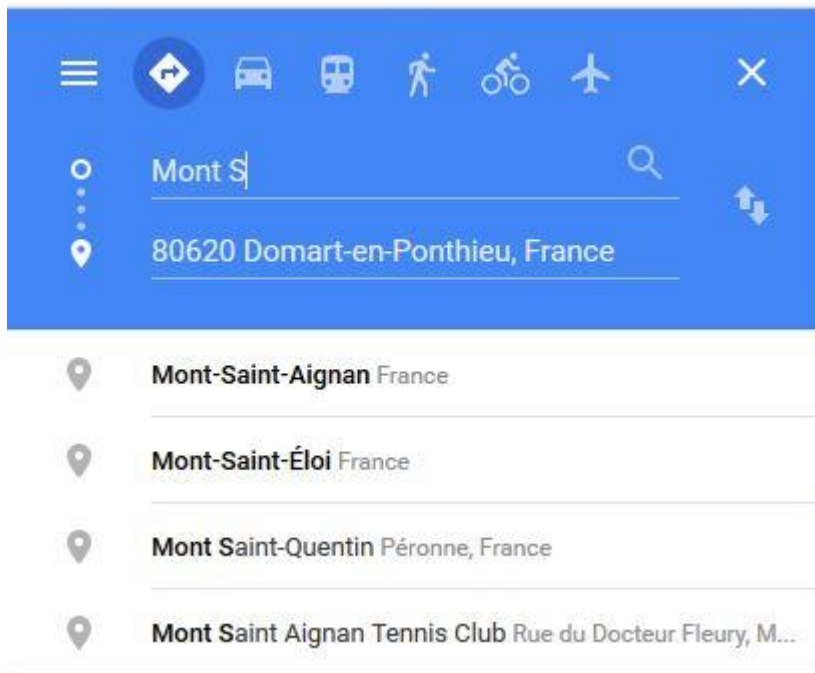 Mont S
80620 Domart-en-Ponthieu, France
Mont-Saint-Aignan France
Mont-Saint-Éloi France
Mont Saint-Quentin Péronne, France
Mont Saint Aignan Tennis Club Rue du Docteur Fleury, M...